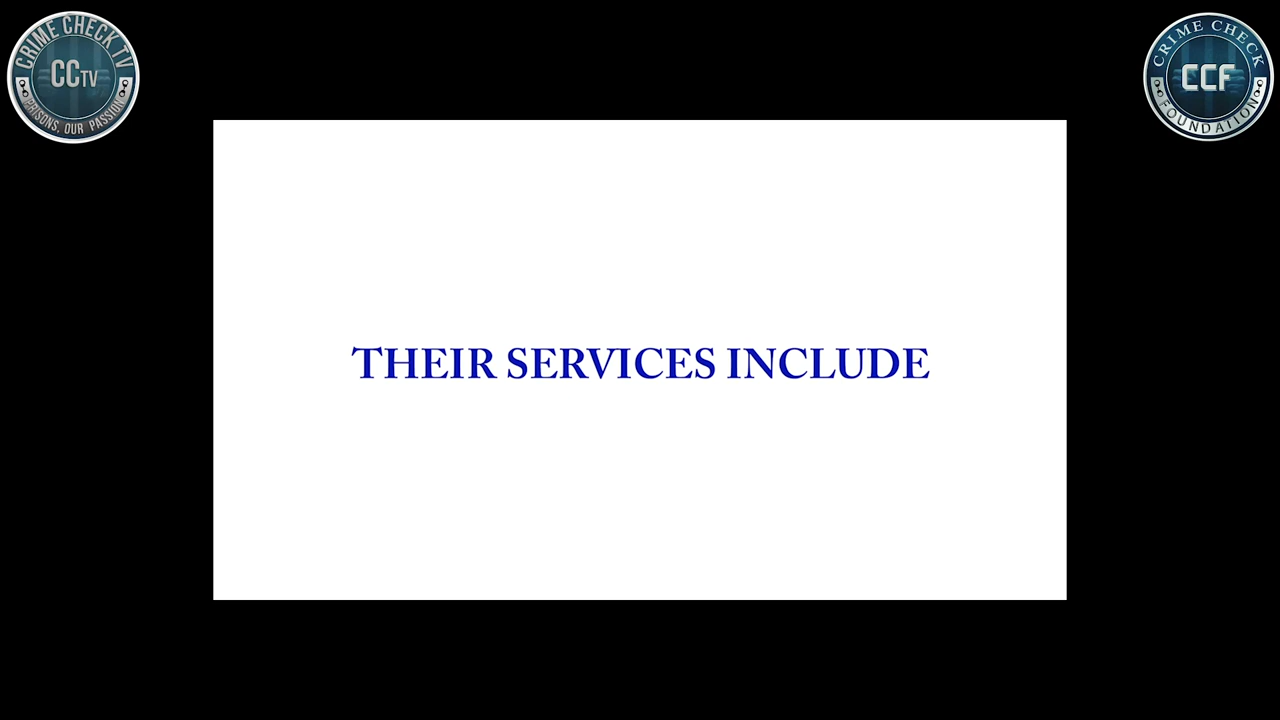 CRIME CHECK TV
CCTV
PRISONS, OUR PASSION
CRIME CHECK
CCF
FOUNDATION
THEIR SERVICES INCLUDE